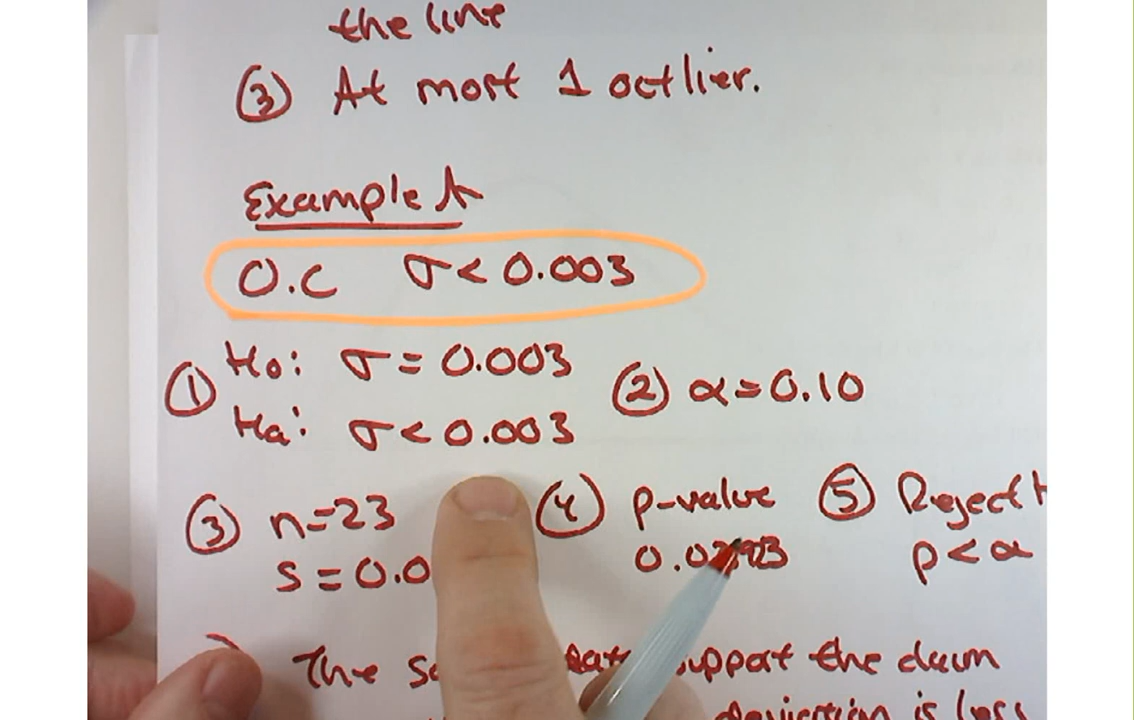 the line
③ At most 1 outlier.
Example A
O.C σ < 0.003
① Ho: σ = 0.003
Ha: σ < 0.003
② α = 0.10
③ n=23
s = 0.0
④ p-value
⑤ Reject H
p < α
The support the claim
deviation is less